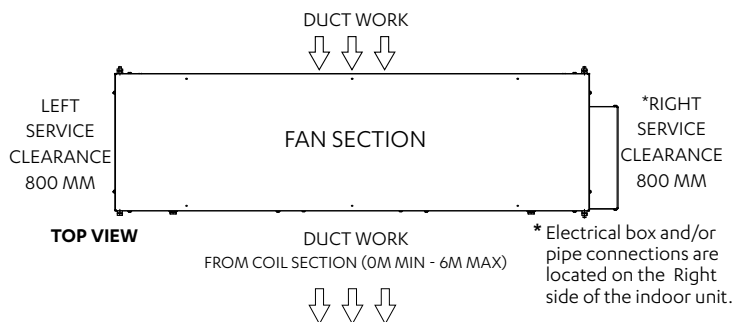 DUCT WORK
LEFT
SERVICE
CLEARANCE
800 MM
FAN SECTION
*RIGHT
SERVICE
CLEARANCE
800 MM
TOP VIEW
DUCT WORK
FROM COIL SECTION (0M MIN - 6M MAX)
* Electrical box and/or
pipe connections are
located on the Right
side of the indoor unit.